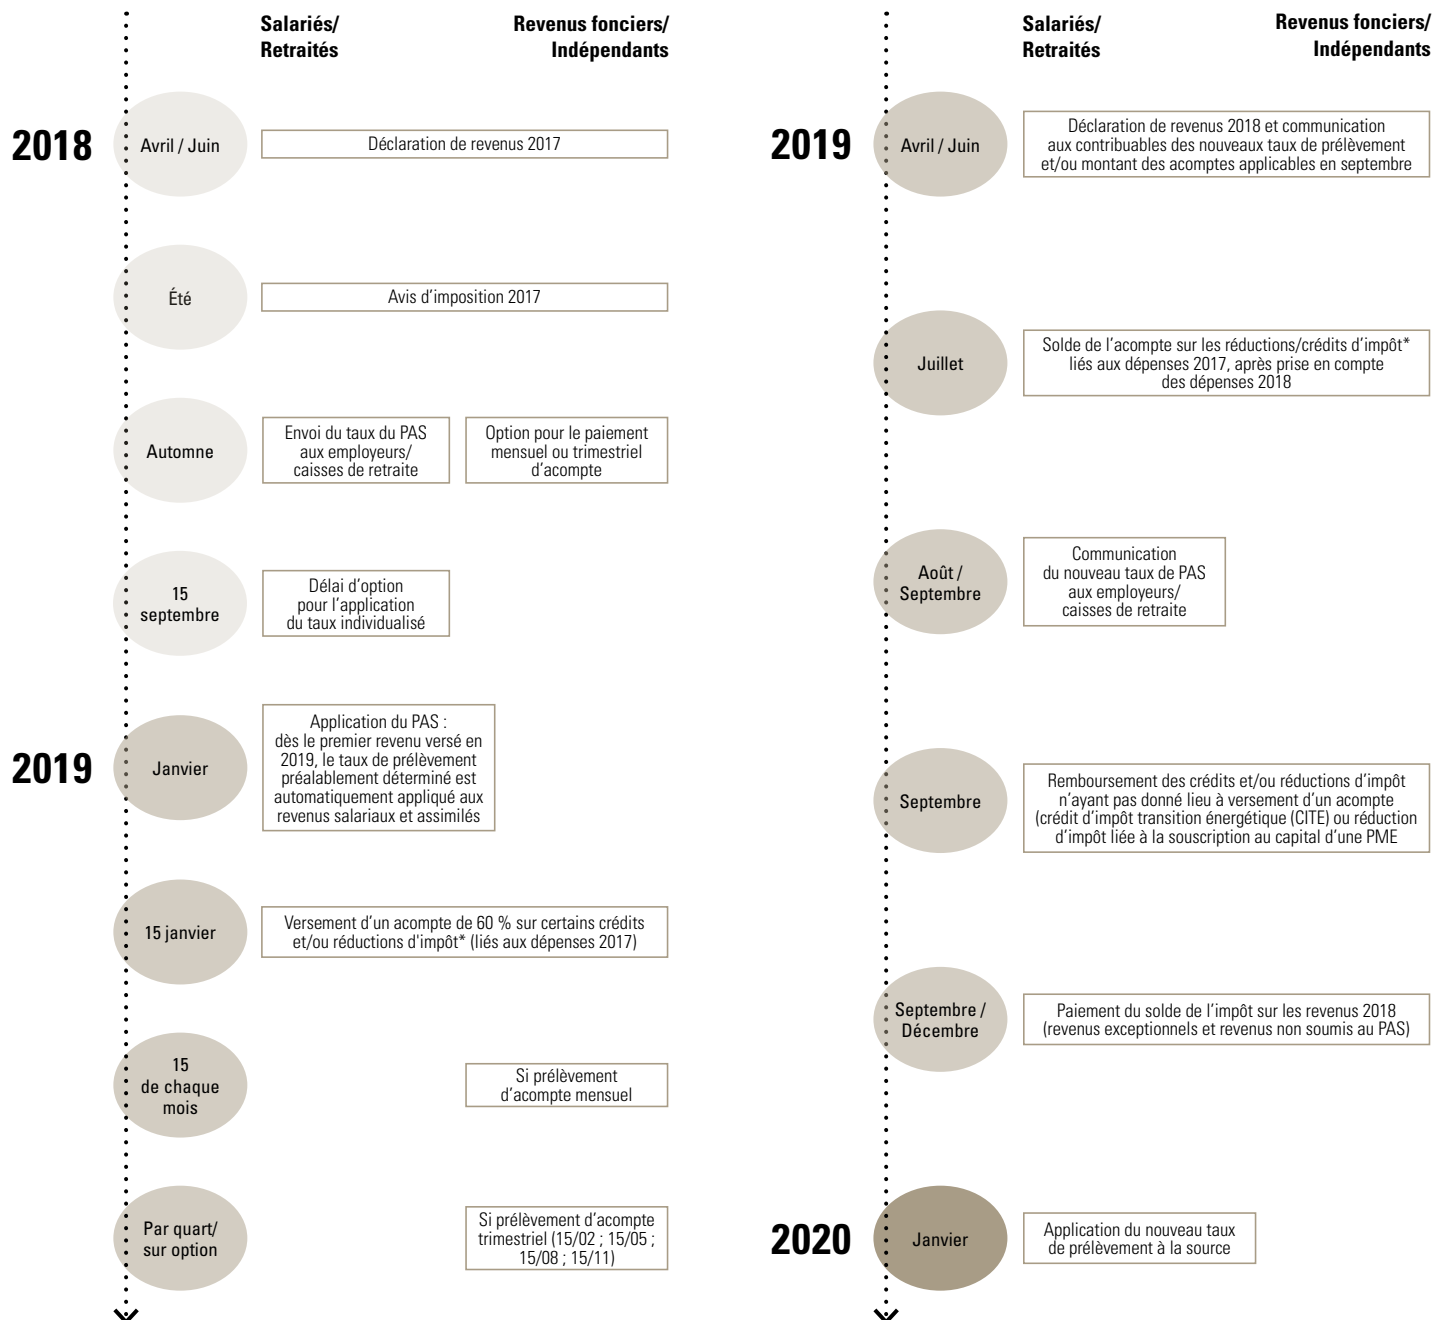 Salariés/
Retraités
Revenus fonciers/
Indépendants
2018
Avril / Juin
Déclaration de revenus 2017
Été
Avis d’imposition 2017
Automne
Envoi du taux du PAS
aux employeurs/
caisses de retraite
Option pour le paiement
mensuel ou trimestriel
d’acompte
15
septembre
Délai d’option
pour l’application
du taux individualisé
2019
Janvier
Application du PAS :
dès le premier revenu versé en
2019, le taux de prélèvement
préalablement déterminé est
automatiquement appliqué aux
revenus salariaux et assimilés
15 janvier
Versement d’un acompte de 60 % sur certains crédits
et/ou réductions d'impôt* (liés aux dépenses 2017)
15
de chaque
mois
Si prélèvement
d’acompte mensuel
Par quart/
sur option
Si prélèvement d’acompte
trimestriel (15/02 ; 15/05 ;
15/08 ; 15/11)
Salariés/
Retraités
Revenus fonciers/
Indépendants
2019
Avril / Juin
Déclaration de revenus 2018 et communication
aux contribuables des nouveaux taux de prélèvement
et/ou montant des acomptes applicables en septembre
Juillet
Solde de l’acompte sur les réductions/crédits d’impôt*
liés aux dépenses 2017, après prise en compte
des dépenses 2018
Août /
Septembre
Communication
du nouveau taux de PAS
aux employeurs/
caisses de retraite
Septembre
Remboursement des crédits et/ou réductions d’impôt
n’ayant pas donné lieu à versement d’un acompte
(crédit d’impôt transition énergétique (CITE) ou réduction
d’impôt liée à la souscription au capital d’une PME
Septembre /
Décembre
Paiement du solde de l’impôt sur les revenus 2018
(revenus exceptionnels et revenus non soumis au PAS)
2020
Janvier
Application du nouveau taux
de prélèvement à la source